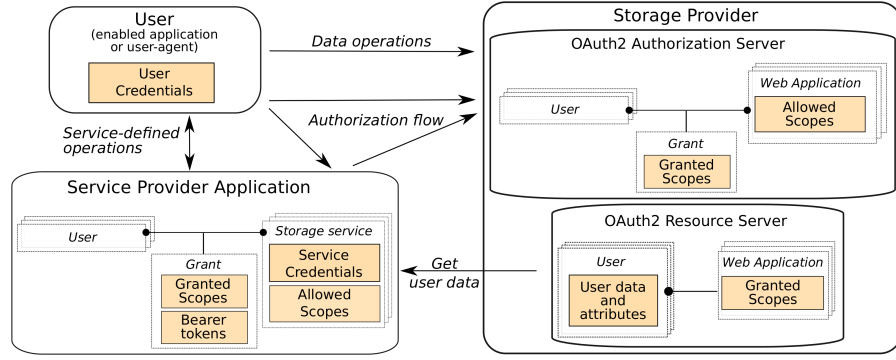 User
(enabled application
or user-agent)
User
Credentials
Data operations
Authorization flow
Service-defined
operations
Storage Provider
OAuth2 Authorization Server
User
Web Application
Allowed
Scopes
Grant
Granted
Scopes
Service Provider Application
User
Grant
Granted
Scopes
Bearer
tokens
Storage service
Service
Credentials
Allowed
Scopes
Get
user data
OAuth2 Resource Server
User
User data
and
attributes
Web Application
Granted
Scopes